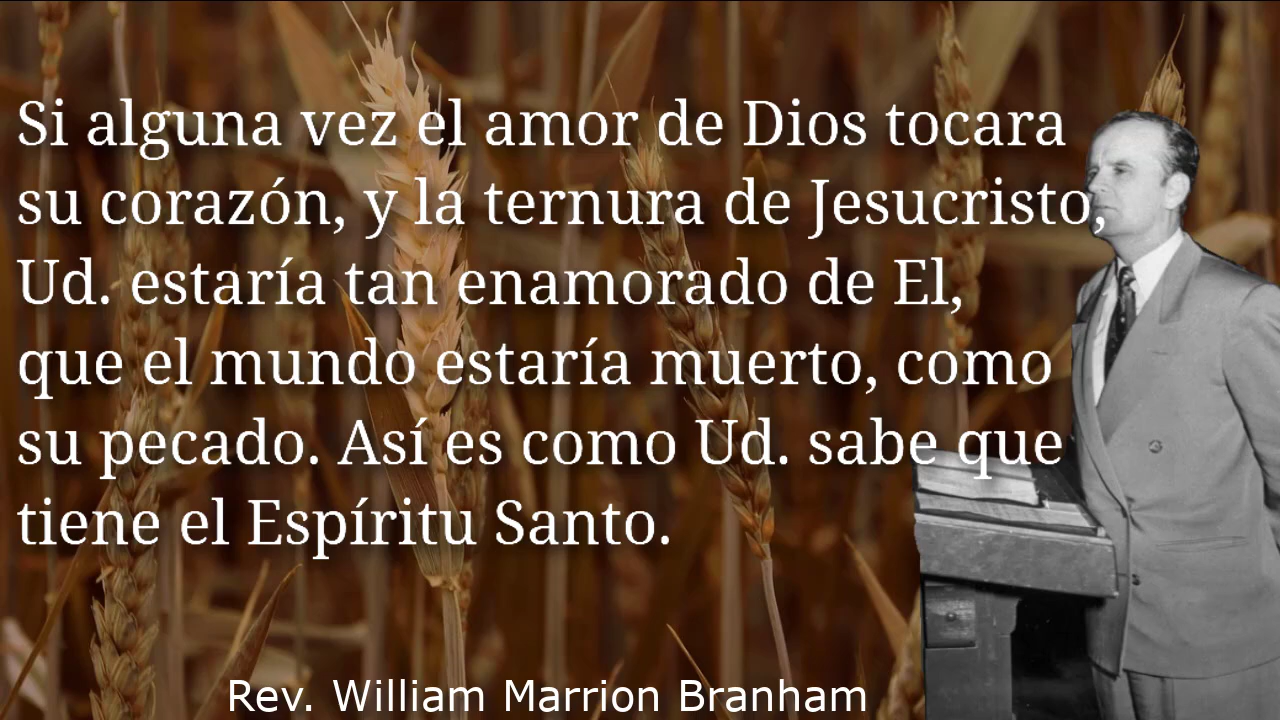 Si alguna vez el amor de Dios tocara
su corazón, y la ternura de Jesucristo,
Ud. estaría tan enamorado de El,
que el mundo estaría muerto, como
su pecado. Así es como Ud. sabe que
tiene el Espíritu Santo.
Rev. William Marrion Branham